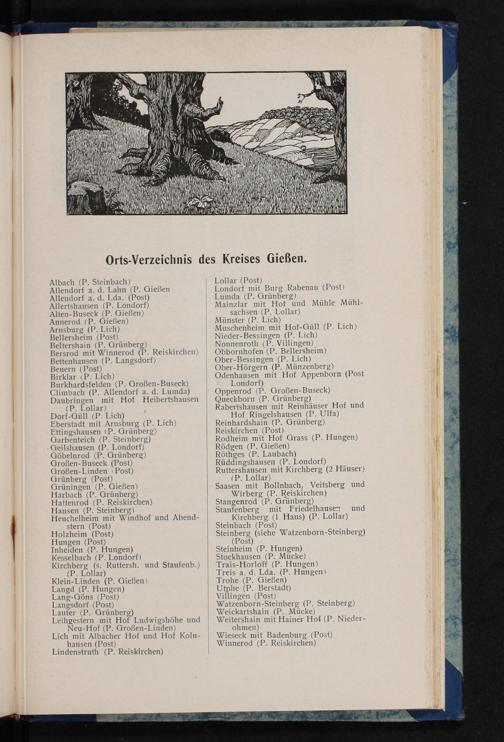 Orts-Verzeichnis des Kreises Gießen.
Albach (P. Steinbach)
Allendorf a. d. Lahn (P. Gießen
Allendorf a. d. Lda. (Post)
Allertshausen (P. Londorf)
Alten-Buseck (P. Gießen)
Annerod (P. Gießen)
Arnsburg (P. Lich)
Bellersheim (Post)
Beltershain (P. Grünberg)
Bersrod mit Winnerod (P. Reiskirchen)
Bettenhausen (P. Langsdorf)
Beuern (Post)
Birklar (P. Lich)
Burkhardsfelden (P. Großen-Buseck)
Climbach (P. Allendorf a. d. Lumda)
Daubringen mit Hof Heibertshausen
(P. Lollar)
Dorf-Güll (P. Lich)
Eberstadt mit Arnsburg (P. Lich)
Ettingshausen (P. Grünberg)
Garbenteich (P. Steinberg)
Geilshausen (P. Londorf)
Göbelnrod (P. Grünberg)
Großen-Buseck (Post)
Großen-Linden (Post)
Grünberg (Post)
Grüningen (P. Gießen)
Harbach (P. Grünberg)
Hattenrod (P. Reiskirchen)
Hausen (P. Steinberg)
Heuchelheim mit Windhof und Abend-
stern (Post)
Holzheim (Post)
Hungen (Post)
Inheiden (P. Hungen)
Kesselbach (P. Londorf)
Kirchberg (s. Ruttersh. und Staufenb.)
(P. Lollar)
Klein-Linden (P. Gießen)
Langd (P. Hungen)
Lang-Göns (Post)
Langsdorf (Post)
Lauter (P. Grünberg)
Leihgestern mit Hof Ludwigshöhe und
Neu-Hof (P. Großen-Linden)
Lich mit Albacher Hof und Hof Koln-
hausen (Post)
Lindenstruth (P. Reiskirchen)
Lollar (Post)
Londorf mit Burg Rabenau (Post)
Lumda (P. Grünberg)
Mainzlar mit Hof und Mühle Mühl-
sachsen (P. Lollar)
Münster (P. Lich)
Muschenheim mit Hof-Güll (P. Lich)
Nieder-Bessingen (P. Lich)
Nonnenroth (P. Villingen)
Obbornhofen (P. Bellersheim)
Ober-Bessingen (P. Lich)
Ober-Hörgern (P. Münzenberg)
Odenhausen mit Hof Appenborn (Post
Londorf)
Oppenrod (P. Großen-Buseck)
Queckborn (P. Grünberg)
Rabertshausen mit Reinhäuser Hof und
Hof Ringelshausen (P. Ulfa)
Reinhardshain (P. Grünberg)
Reiskirchen (Post)
Rodheim mit Hof Grass (P. Hungen)
Rödgen (P. Gießen)
Röthges (P. Laubach)
Rüddingshausen (P. Londorf)
Ruttershausen mit Kirchberg (2 Häuser)
(P. Lollar)
Saasen mit Bollnbach, Veitsberg und
Wirberg (P. Reiskirchen)
Stangenrod (P. Grünberg)
Staufenberg mit Friedelhausen und
Kirchberg (1 Haus) (P. Lollar)
Steinbach (Post)
Steinberg (siehe Watzenborn-Steinberg)
(Post)
Steinheim (P. Hungen)
Stockhausen (P. Mücke)
Trais-Horloff (P. Hungen)
Treis a. d. Lda. (P. Hungen)
Trohe (P. Gießen)
Utphe (P. Berstadt)
Villingen (Post)
Watzenborn-Steinberg (P. Steinberg)
Weickartshain (P. Mücke)
Weitershain mit Hainer Hof (P. Nieder-
ohmen)
Wieseck mit Badenburg (Post)
Winnerod (P. Reiskirchen)